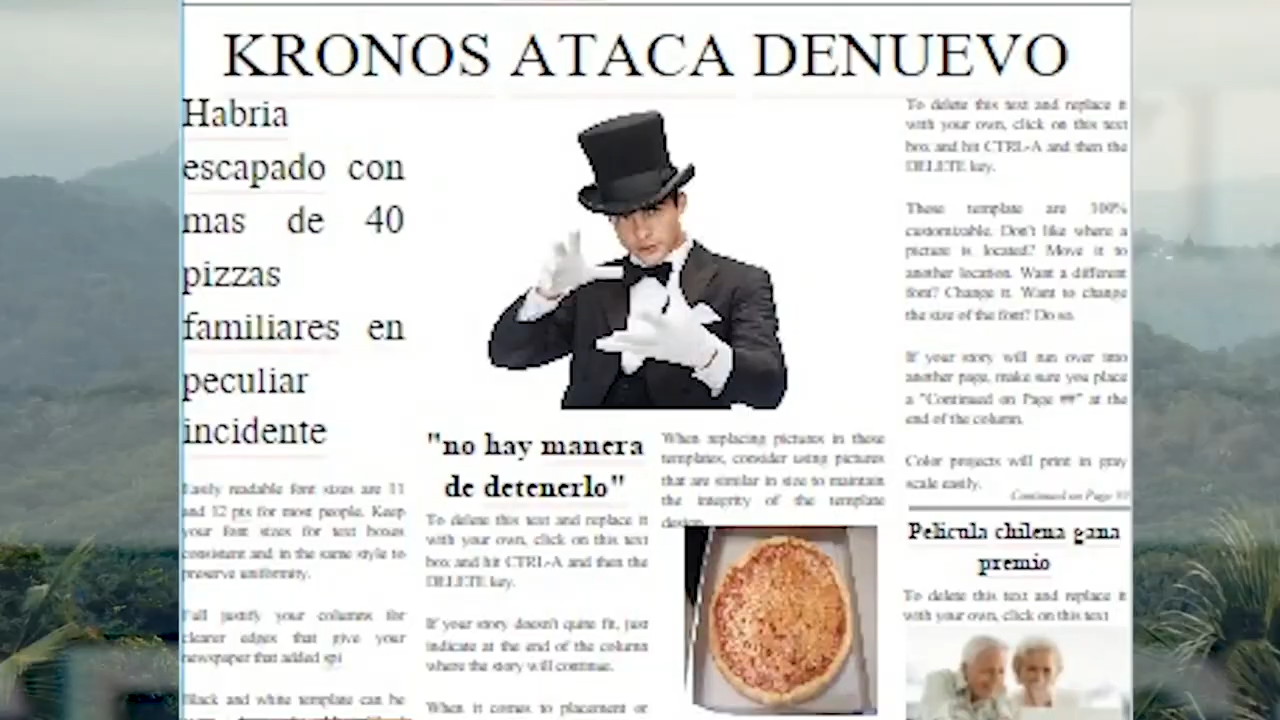 KRONOS ATACA DENUEVO
Habria
escapado con
mas de 40
pizzas
familiares en
peculiar
incidente
Easily readable font sizes are 11
and 12 pts for most people. Keep
your font sizes for text boxes
consistent and in the same style to
preserve uniformity.
Full justify your columns for
clearer edges that give your
newspaper that added spi
Black and white template can be
"no hay manera
de detenerlo"
To delete this text and replace it
with your own, click on this text
box and hit CTRL-A and then the
DELETE key.
If your story doesn't quite fit, just
indicate at the end of the column
where the story will continue.
When it comes to placement or
When replacing pictures in these
templates, consider using pictures
that are similar in size to maintain
the integrity of the template
design.
To delete this text and replace it
with your own, click on this text
box and hit CTRL-A and then the
DELETE key.
These template are 100%
customizable. Don't like where a
picture is located? Move it to
another location. Want a different
font? Change it. Want to change
the size of the font? Do so.
If your story will run over into
another page, make sure you place
a "Continued on Page ##" at the
end of the column.
Color projects will print in gray
scale easily.
Continued on Page
Pelicula chilena gana
premio
To delete this text and replace it
with your own, click on this text